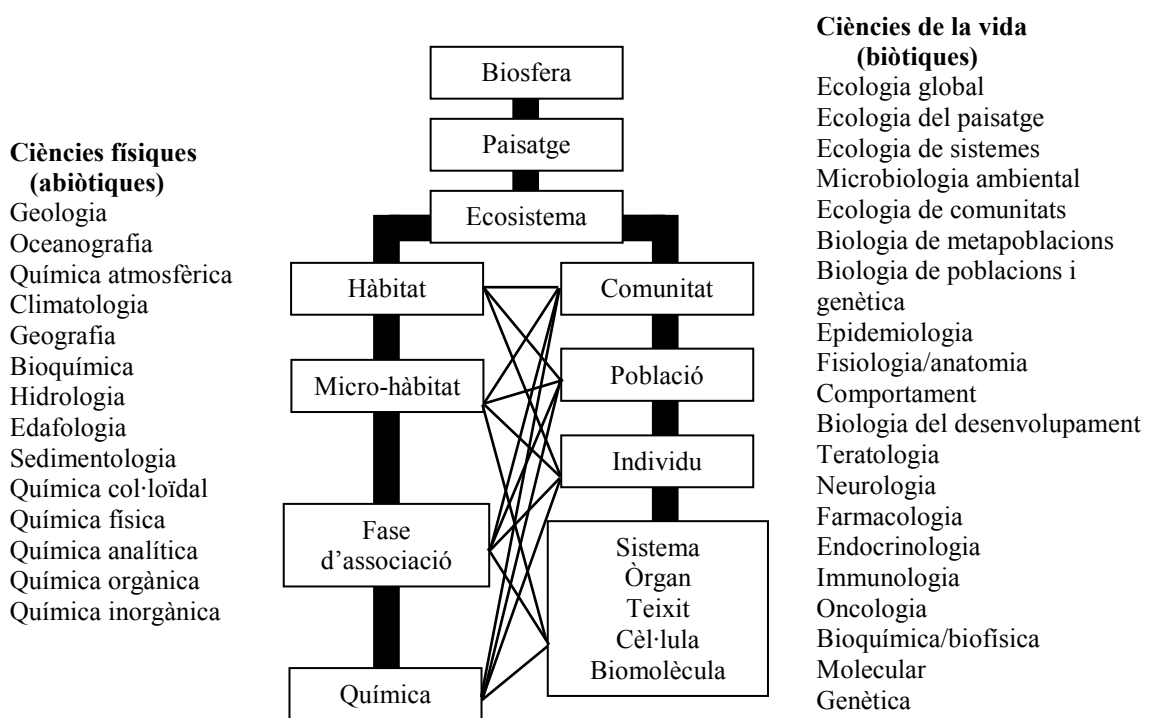 Ciències físiques
(abiòtiques)
Geologia
Oceanografia
Química atmosfèrica
Climatologia
Geografia
Bioquímica
Hidrologia
Edafologia
Sedimentologia
Química col·loïdal
Química física
Química analítica
Química orgànica
Química inorgànica
Biosfera
Paisatge
Ecosistema
Hàbitat
Comunitat
Micro-hàbitat
Població
Individu
Fase
d’associació
Sistema
Òrgan
Teixit
Cèl·lula
Biomolècula
Química
Ciències de la vida
(biòtiques)
Ecologia global
Ecologia del paisatge
Ecologia de sistemes
Microbiologia ambiental
Ecologia de comunitats
Biologia de metapoblacions
Biologia de poblacions i
genètica
Epidemiologia
Fisiologia/anatomia
Comportament
Biologia del desenvolupament
Teratologia
Neurologia
Farmacologia
Endocrinologia
Immunologia
Oncologia
Bioquímica/biofísica
Molecular
Genètica